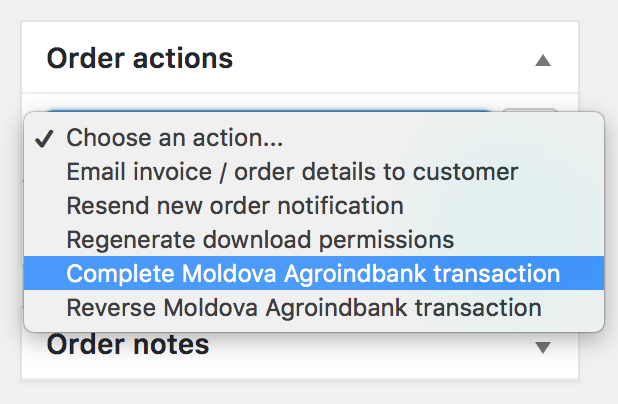 Order actions
Choose an action...
Email invoice / order details to customer
Resend new order notification
Regenerate download permissions
Complete Moldova Agroindbank transaction
Reverse Moldova Agroindbank transaction
Order notes